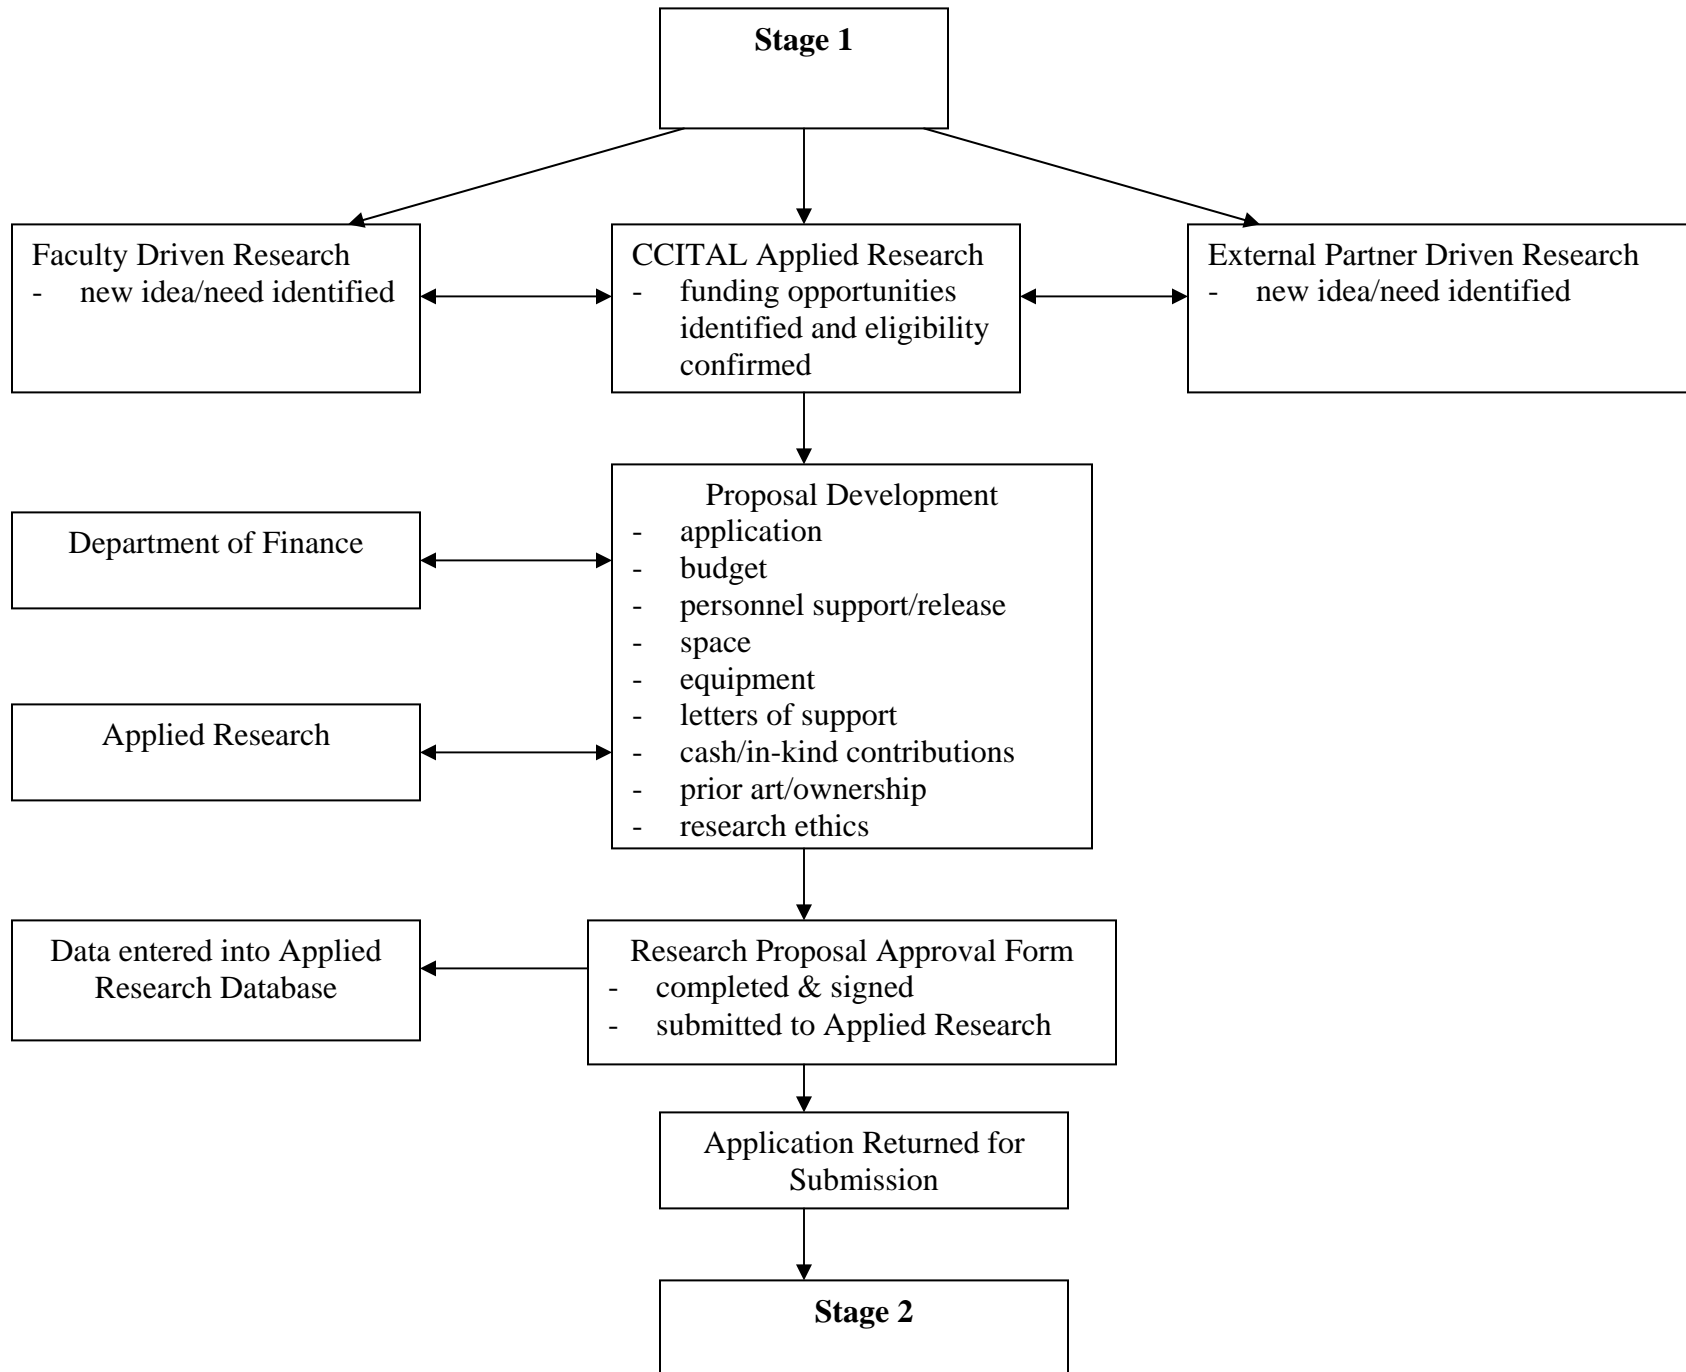 Stage 1
Faculty Driven Research
- new idea/need identified
CCITAL Applied Research
- funding opportunities
identified and eligibility
confirmed
External Partner Driven Research
- new idea/need identified
Proposal Development
- application
- budget
- personnel support/release
- space
- equipment
- letters of support
- cash/in-kind contributions
- prior art/ownership
- research ethics
Department of Finance
Applied Research
Data entered into Applied
Research Database
Research Proposal Approval Form
- completed & signed
- submitted to Applied Research
Application Returned for
Submission
Stage 2